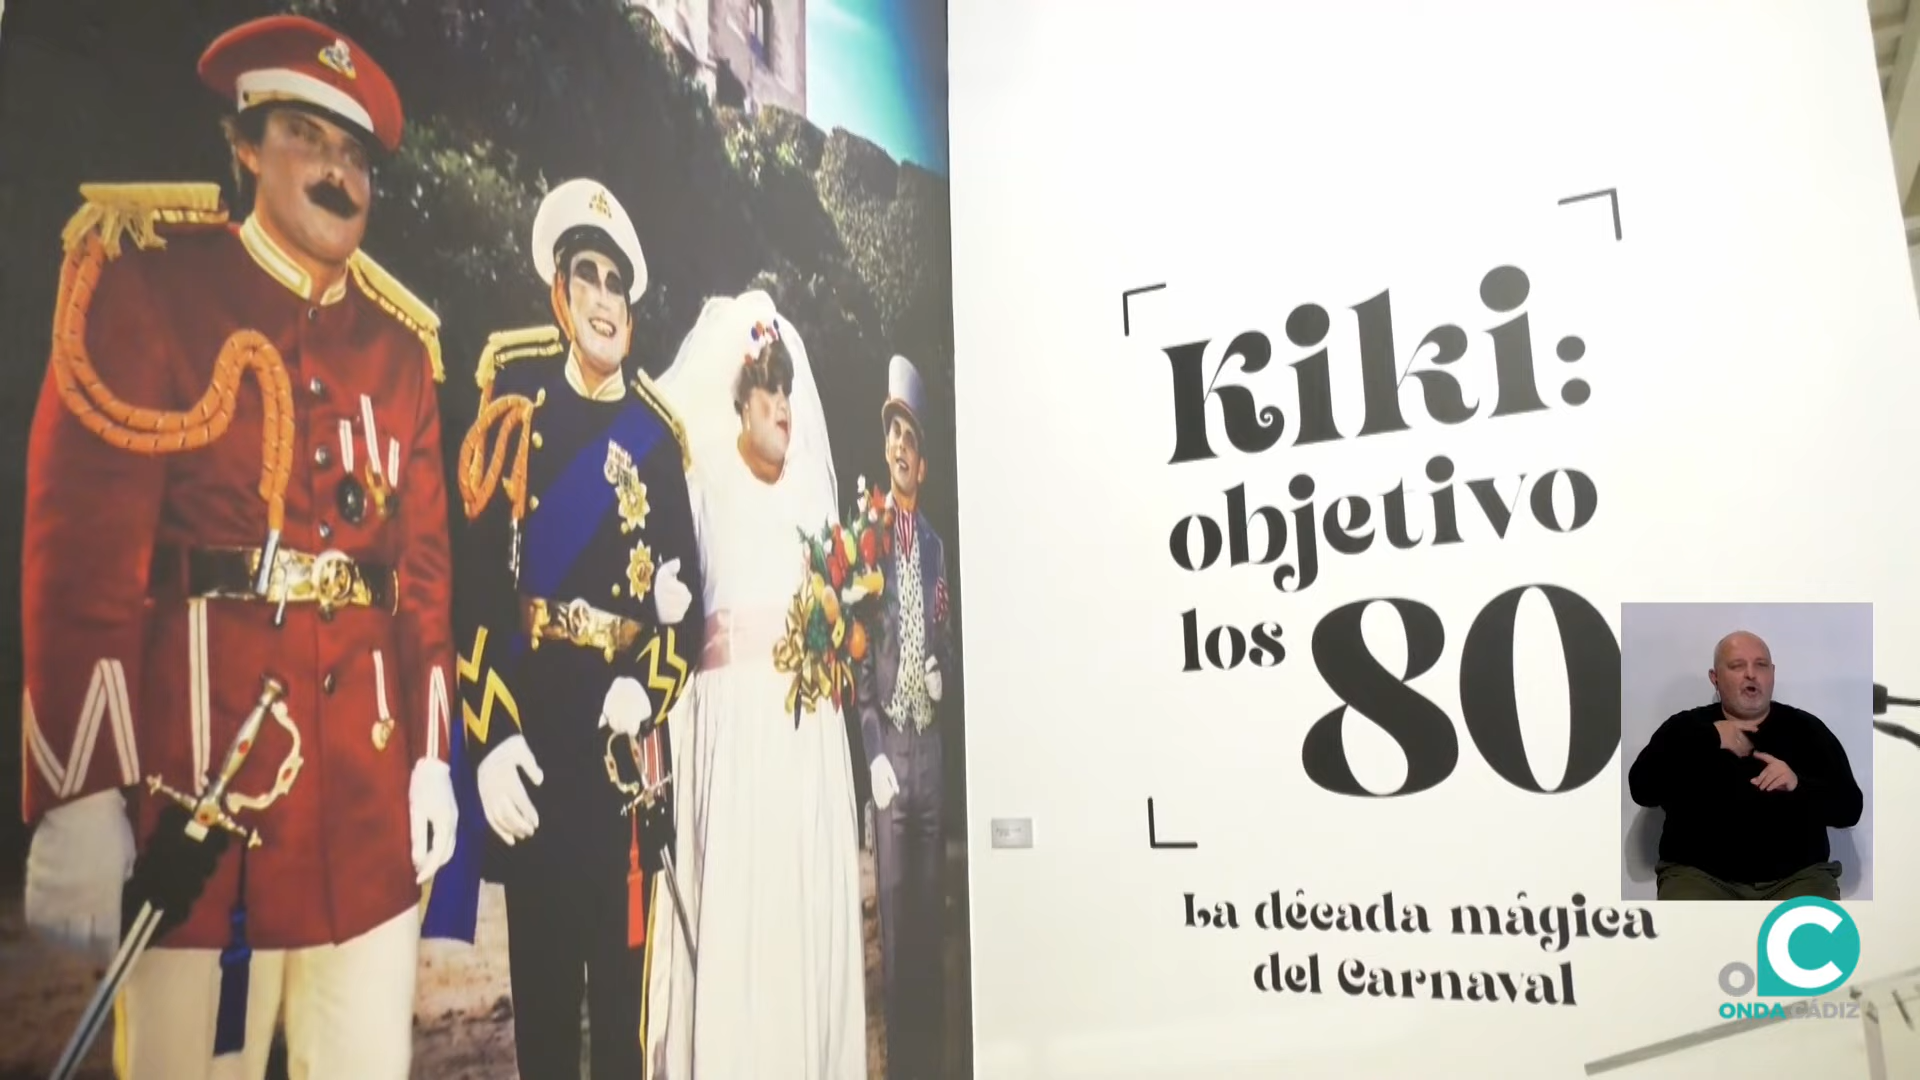 Kiki:
objetivo
los 80
La década mágica
del Carnaval
ONDACÁDIZ